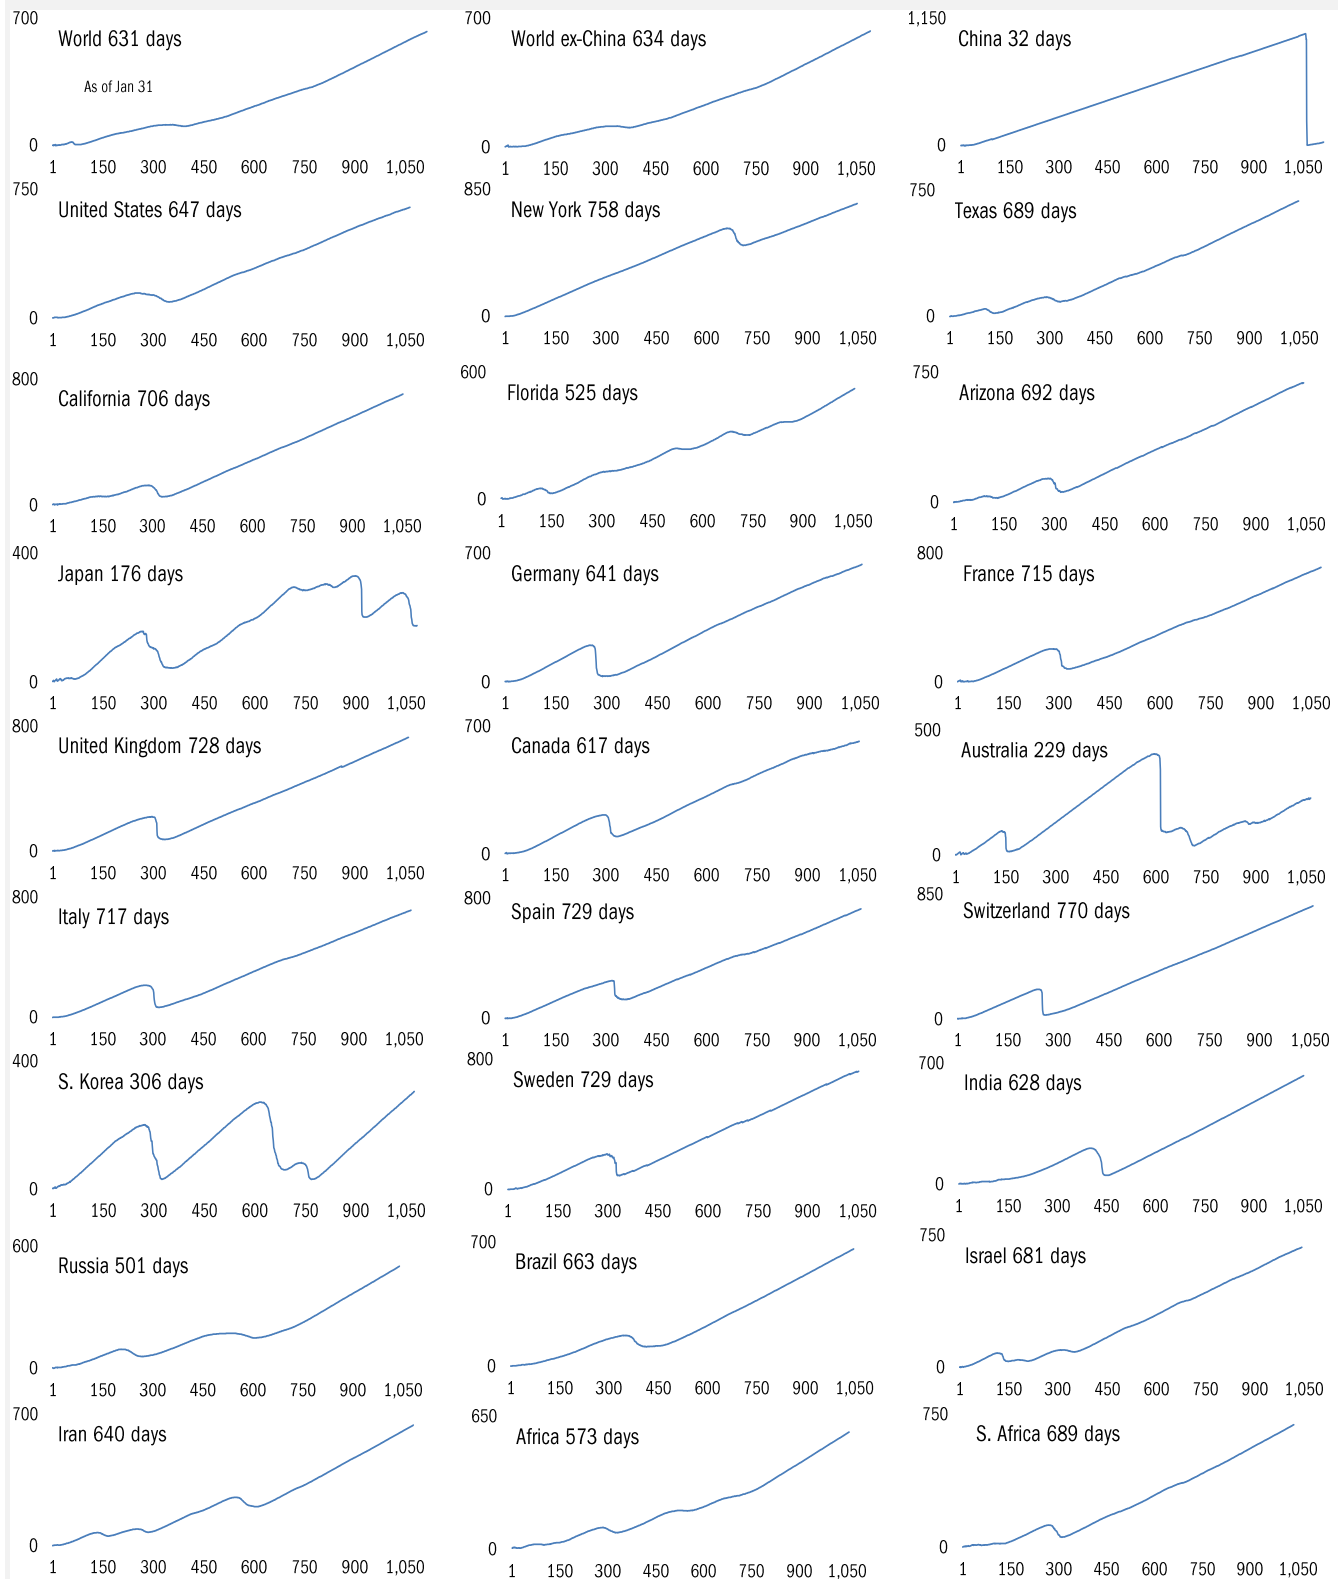 700
World 631 days
As of Jan 31
0
1 150 300 450 600 750 900 1,050
700
World ex-China 634 days
0
1 150 300 450 600 750 900 1,050
1,150
China 32 days
0
1 150 300 450 600 750 900 1,050
750
United States 647 days
0
1 150 300 450 600 750 900 1,050
850
New York 758 days
0
1 150 300 450 600 750 900 1,050
750
Texas 689 days
0
1 150 300 450 600 750 900 1,050
800
California 706 days
0
1 150 300 450 600 750 900 1,050
600
Florida 525 days
0
1 150 300 450 600 750 900 1,050
750
Arizona 692 days
0
1 150 300 450 600 750 900 1,050
400
Japan 176 days
0
1 150 300 450 600 750 900 1,050
700
Germany 641 days
0
1 150 300 450 600 750 900 1,050
800
France 715 days
0
1 150 300 450 600 750 900 1,050
800
United Kingdom 728 days
0
1 150 300 450 600 750 900 1,050
700
Canada 617 days
0
1 150 300 450 600 750 900 1,050
500
Australia 229 days
0
1 150 300 450 600 750 900 1,050
800
Italy 717 days
0
1 150 300 450 600 750 900 1,050
800
Spain 729 days
0
1 150 300 450 600 750 900 1,050
850
Switzerland 770 days
0
1 150 300 450 600 750 900 1,050
400
S. Korea 306 days
0
1 150 300 450 600 750 900 1,050
800
Sweden 729 days
0
1 150 300 450 600 750 900 1,050
700
India 628 days
0
1 150 300 450 600 750 900 1,050
600
Russia 501 days
0
1 150 300 450 600 750 900 1,050
700
Brazil 663 days
0
1 150 300 450 600 750 900 1,050
750
Israel 681 days
0
1 150 300 450 600 750 900 1,050
700
Iran 640 days
0
1 150 300 450 600 750 900 1,050
650
Africa 573 days
0
1 150 300 450 600 750 900 1,050
750
S. Africa 689 days
0
1 150 300 450 600 750 900 1,050